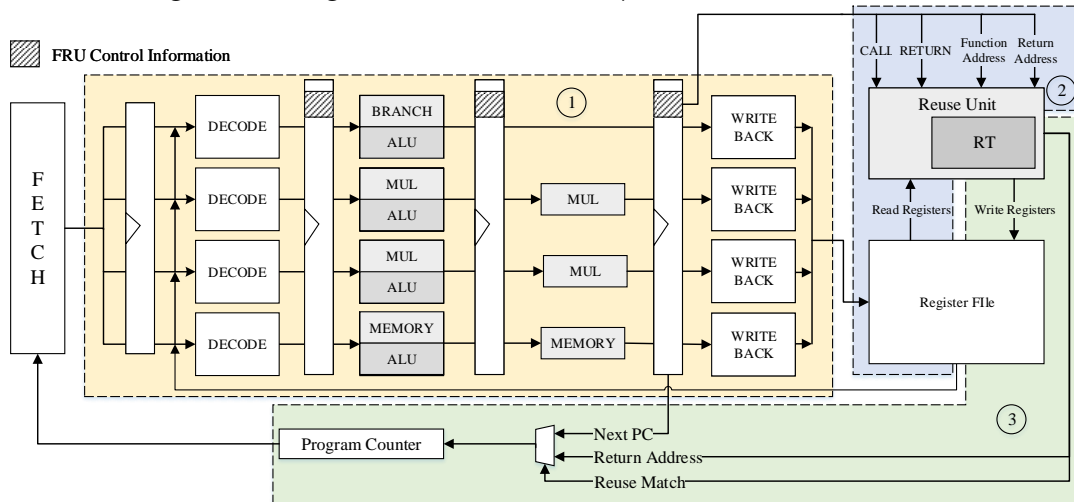 FRU Control Information
CALL
RETURN
Function
Address
Return
Address
1
2
Reuse Unit
RT
FETCH
DECODE
BRANCH
ALU
WRITE
BACK
DECODE
MUL
ALU
MUL
WRITE
BACK
Read Registers
Write Registers
DECODE
MUL
ALU
MUL
WRITE
BACK
Register FIle
DECODE
MEMORY
ALU
MEMORY
WRITE
BACK
3
Program Counter
Next PC
Return Address
Reuse Match